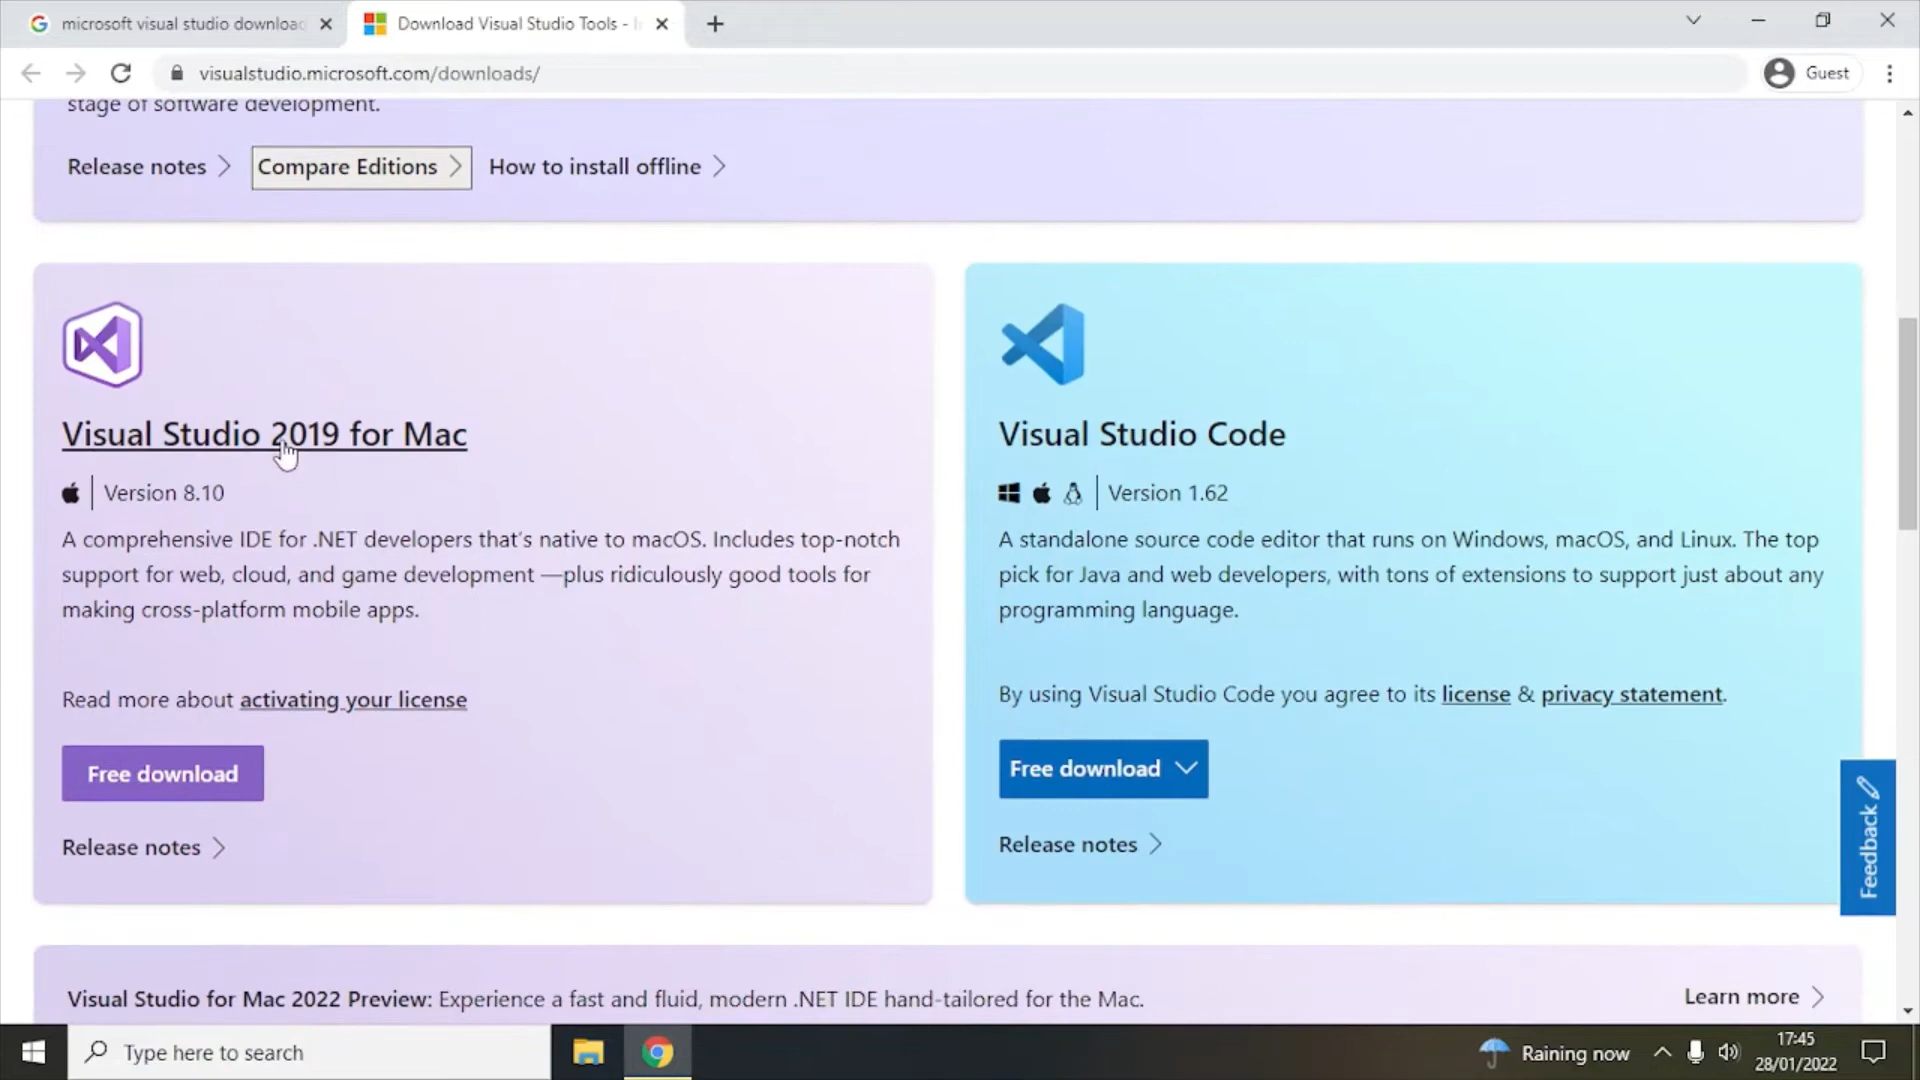 microsoft visual studio download
Download Visual Studio Tools - I
visualstudio.microsoft.com/downloads/
Guest
stage of software development.
Release notes
Compare Editions
How to install offline
Visual Studio 2019 for Mac
Version 8.10
A comprehensive IDE for .NET developers that's native to macOS. Includes top-notch
support for web, cloud, and game development —plus ridiculously good tools for
making cross-platform mobile apps.
Read more about activating your license
Free download
Release notes
Visual Studio Code
Version 1.62
A standalone source code editor that runs on Windows, macOS, and Linux. The top
pick for Java and web developers, with tons of extensions to support just about any
programming language.
By using Visual Studio Code you agree to its license & privacy statement.
Free download
Release notes
Feedback
Visual Studio for Mac 2022 Preview: Experience a fast and fluid, modern .NET IDE hand-tailored for the Mac.
Learn more
Type here to search
Raining now
17:45
28/01/2022